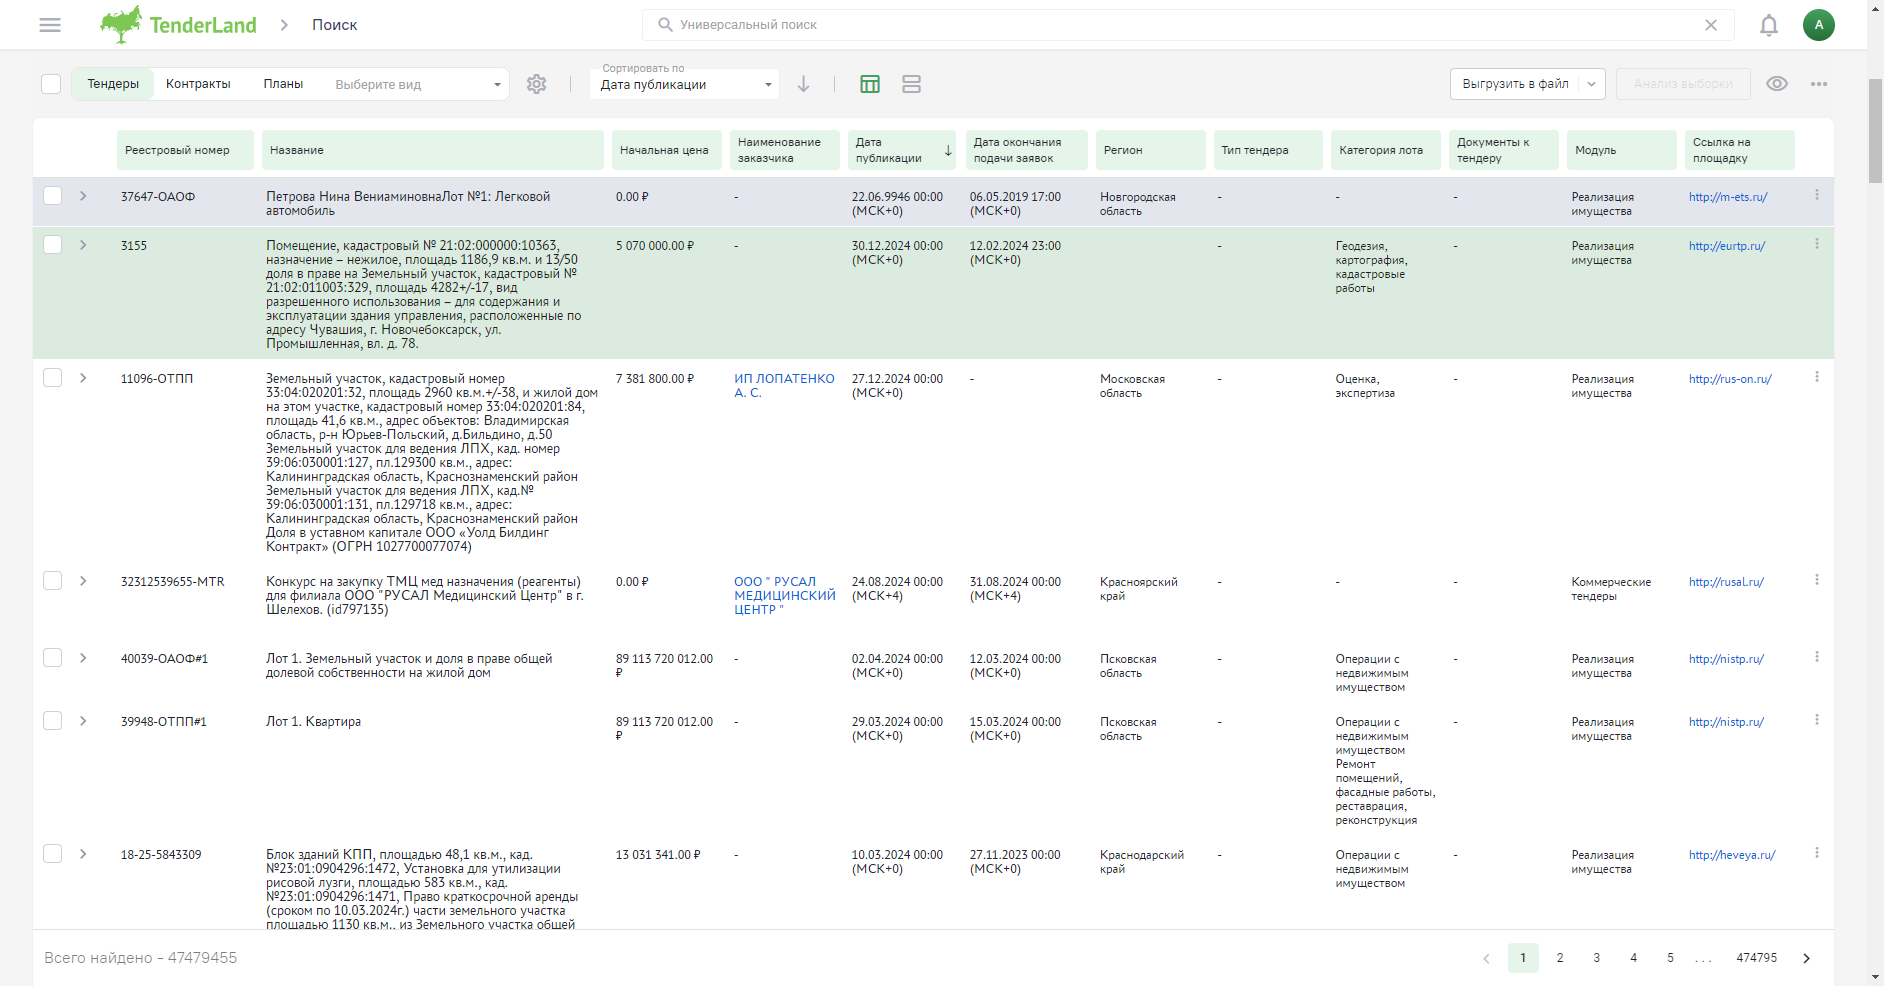 TenderLand
Поиск
Универсальный поиск
А
Тендеры
Контракты
Планы
Выберите вид
Сортировать по
Дата публикации
Выгрузить в файл
Анализ выборки
Реестровый номер
Название
Начальная цена
Наименование
заказчика
Дата
публикации
Дата окончания
подачи заявок
Регион
Тип тендера
Категория лота
Документы к
тендеру
Модуль
Ссылка на
площадку
37647-ОАОФ
Петрова Нина ВениаминовнаЛот №1: Легковой
автомобиль
0.00 ₽
-
22.06.9946 00:00
(МСК+0)
06.05.2019 17:00
(МСК+0)
Новгородская
область
-
-
-
Реализация
имущества
http://m-ets.ru/
3155
Помещение, кадастровый № 21:02:000000:10363,
назначение – нежилое, площадь 1186,9 кв.м. и 13/50
доля в праве на Земельный участок, кадастровый №
21:02:011003:329, площадь 4282+/-17, вид
разрешенного использования – для содержания и
эксплуатации здания управления, расположенные по
адресу Чувашия, г. Новочебоксарск, ул.
Промышленная, вл. д. 78.
5 070 000.00 ₽
-
30.12.2024 00:00
(МСК+0)
12.02.2024 23:00
(МСК+0)
-
Геодезия,
картография,
кадастровые
работы
-
Реализация
имущества
http://eurtp.ru/
11096-ОТПП
Земельный участок, кадастровый номер
33:04:020201:32, площадь 2960 кв.м.+/-38, и жилой дом
на этом участке, кадастровый номер 33:04:020201:84,
площадь 41,6 кв.м., адрес объектов: Владимирская
область, р-н Юрьев-Польский, д.Бильдино, д.50
Земельный участок для ведения ЛПХ, кад. номер
39:06:030001:127, пл.129300 кв.м., адрес:
Калининградская область, Краснознаменский район
Земельный участок для ведения ЛПХ, кад.№
39:06:030001:131, пл.129718 кв.м., адрес:
Калининградская область, Краснознаменский район
Доля в уставном капитале ООО «Уолд Билдинг
Контракт» (ОГРН 1027700077074)
7 381 800.00 ₽
ИП ЛОПАТЕНКО
А. С.
27.12.2024 00:00
(МСК+0)
-
Московская
область
-
Оценка,
экспертиза
-
Реализация
имущества
http://rus-on.ru/
32312539655-MTR
Конкурс на закупку ТМЦ мед назначения (реагенты)
для филиала ООО "РУСАЛ Медицинский Центр" в г.
Шелехов. (id797135)
0.00 ₽
ООО " РУСАЛ
МЕДИЦИНСКИЙ
ЦЕНТР "
24.08.2024 00:00
(МСК+4)
31.08.2024 00:00
(МСК+4)
Красноярский
край
-
-
-
Коммерческие
тендеры
http://rusal.ru/
40039-ОАОФ#1
Лот 1. Земельный участок и доля в праве общей
долевой собственности на жилой дом
89 113 720 012.00
₽
-
02.04.2024 00:00
(МСК+0)
12.03.2024 00:00
(МСК+0)
Псковская
область
-
Операции с
недвижимым
имуществом
-
Реализация
имущества
http://nistp.ru/
39948-ОТПП#1
Лот 1. Квартира
89 113 720 012.00
₽
-
29.03.2024 00:00
(МСК+0)
15.03.2024 00:00
(МСК+0)
Псковская
область
-
Операции с
недвижимым
имуществом
Ремонт
помещений,
фасадные работы,
реставрация,
реконструкция
-
Реализация
имущества
http://nistp.ru/
18-25-5843309
Блок зданий КПП, площадью 48,1 кв.м., кад.
№23:01:0904296:1472, Установка для утилизации
рисовой лузги, площадью 583 кв.м., кад.
№23:01:0904296:1471, Право краткосрочной аренды
(сроком по 10.03.2024г.) части земельного участка
площадью 1130 кв.м., из Земельного участка общей
13 031 341.00 ₽
-
10.03.2024 00:00
(МСК+0)
27.11.2023 00:00
(МСК+0)
Краснодарский
край
-
Операции с
недвижимым
имуществом
-
Реализация
имущества
http://heveya.ru/
Всего найдено - 47479455
1
2
3
4
5
...
474795